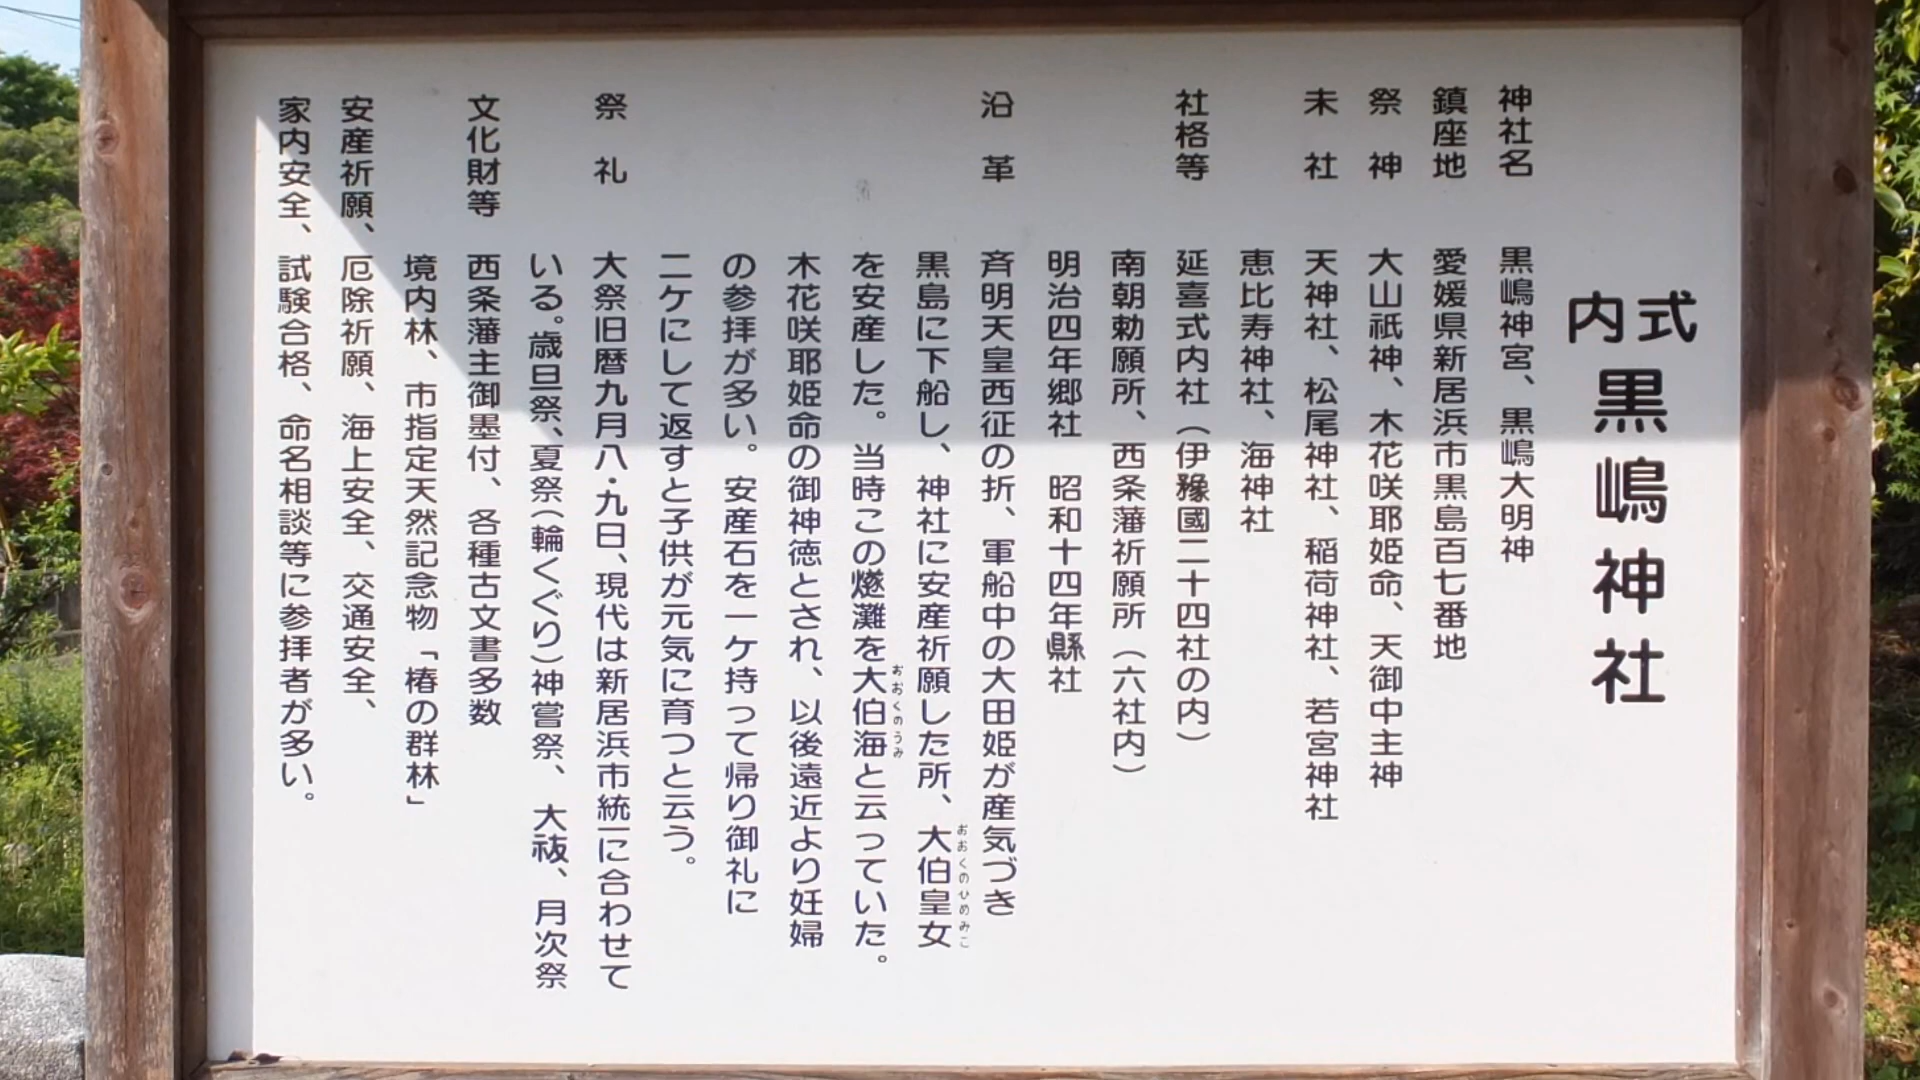 式内 黒嶋神社
神社名 黒嶋神宮、黒嶋大明神
鎮座地 愛媛県新居浜市黒島百七番地
祭神 大山祇神、木花咲耶姫命、天御中主神
末社 天神社、松尾神社、稲荷神社、若宮神社
恵比寿神社、海神社
社格等 延喜式内社(伊豫國二十四社の内)
南朝勅願所、西条藩祈願所(六社内)
明治四年郷社 昭和十四年縣社
沿革 斉明天皇西征の折、軍船中の大田姫が産気づき
黒島に下船し、神社に安産祈願した所、大伯皇女
おおくのひめみこ
を安産した。当時この燧灘を大伯海と云っていた。
おおくのうみ
木花咲耶姫命の御神徳とされ、以後遠近より妊婦
の参拝が多い。安産石を一ケ持って帰り御礼に
二ケにして返すと子供が元気に育つと云う。
祭礼 大祭旧暦九月八・九日、現代は新居浜市統一に合わせて
いる。歳旦祭、夏祭(輪くぐり)神嘗祭、大祓、月次祭
文化財等 西条藩主御墨付、各種古文書多数
境内林、市指定天然記念物「椿の群林」
安産祈願、厄除祈願、海上安全、交通安全、
家内安全、試験合格、命名相談等に参拝者が多い。